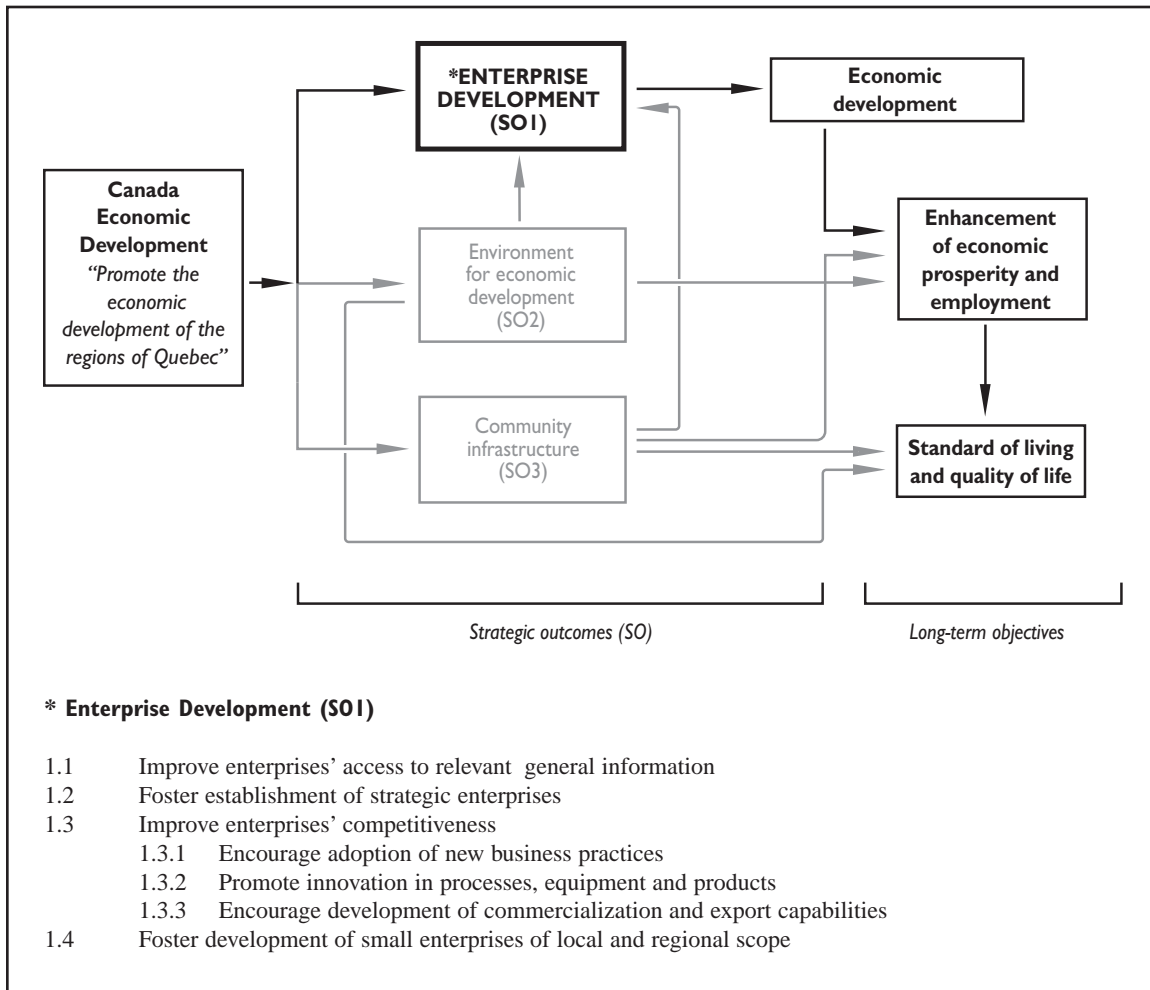 *ENTERPRISE
DEVELOPMENT
(SO1)
Economic
development
Canada
Economic
Development
“Promote the
economic
development of the
regions of Quebec”
Environment
for economic
development
(SO2)
Enhancement
of economic
prosperity and
employment
Community
infrastructure
(SO3)
Standard of living
and quality of life
Strategic outcomes (SO)
Long-term objectives
* Enterprise Development (SO1)
1.1 Improve enterprises’ access to relevant general information
1.2 Foster establishment of strategic enterprises
1.3 Improve enterprises’ competitiveness
1.3.1 Encourage adoption of new business practices
1.3.2 Promote innovation in processes, equipment and products
1.3.3 Encourage development of commercialization and export capabilities
1.4 Foster development of small enterprises of local and regional scope